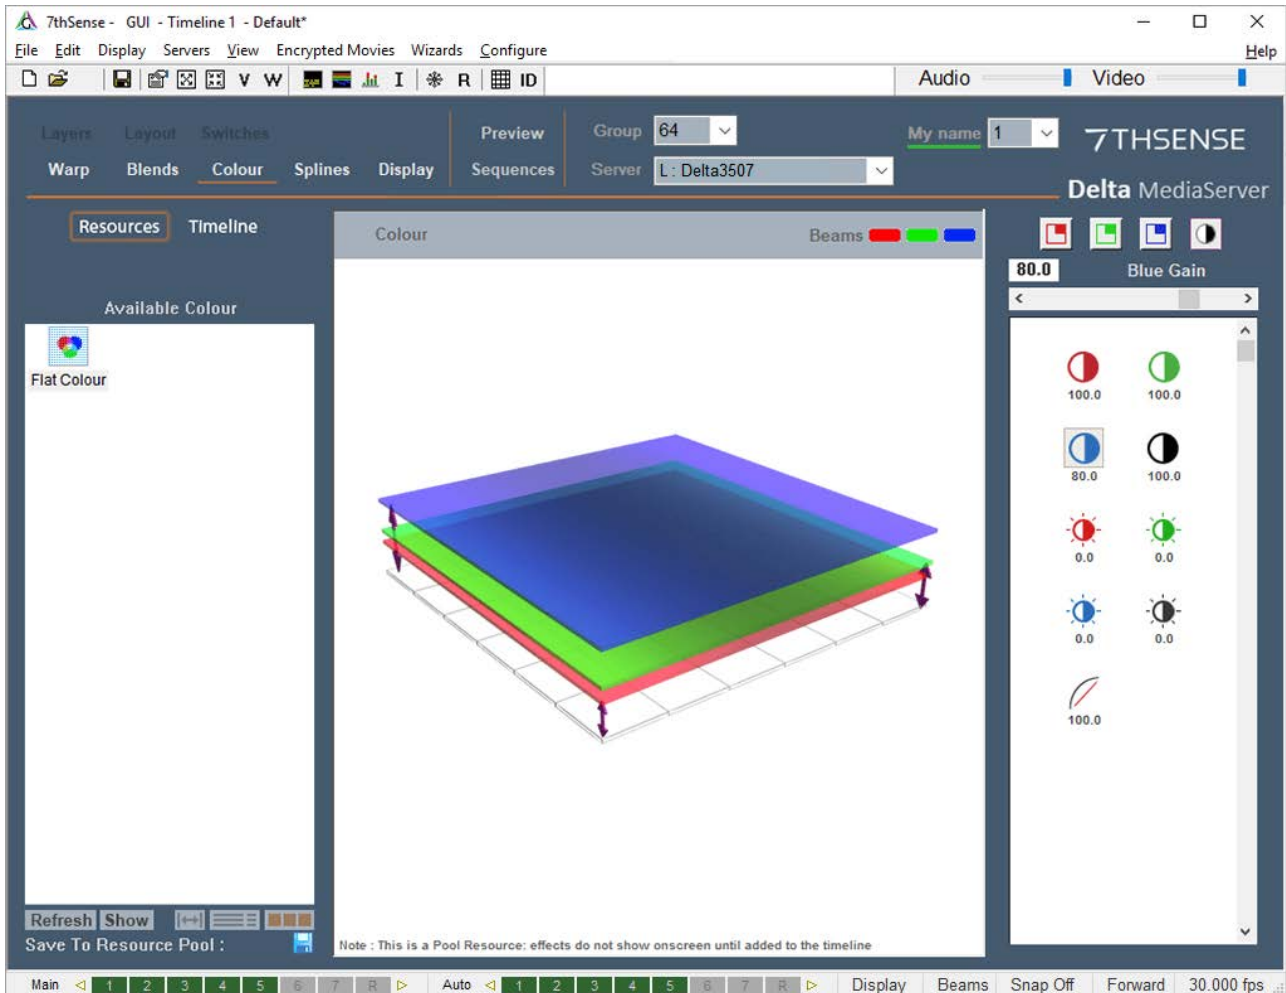 7thSense - GUI - Timeline 1 - Default*
File Edit Display Servers View Encrypted Movies Wizards Configure Help
V W I R ID Audio Video
Layers Layout Switches Preview Group 64 My name 1 7THSENSE
Warp Blends Colour Splines Display Sequences Server L : Delta3507
Delta MediaServer
Resources Timeline
Colour Beams
80.0 Blue Gain
Available Colour
Flat Colour
100.0 100.0
80.0 100.0
0.0 0.0
0.0 0.0
100.0
Refresh Show
Save To Resource Pool :
Note : This is a Pool Resource: effects do not show onscreen until added to the timeline
Main 1 2 3 4 5 6 7 R Auto 1 2 3 4 5 6 7 R Display Beams Snap Off Forward 30.000 fps